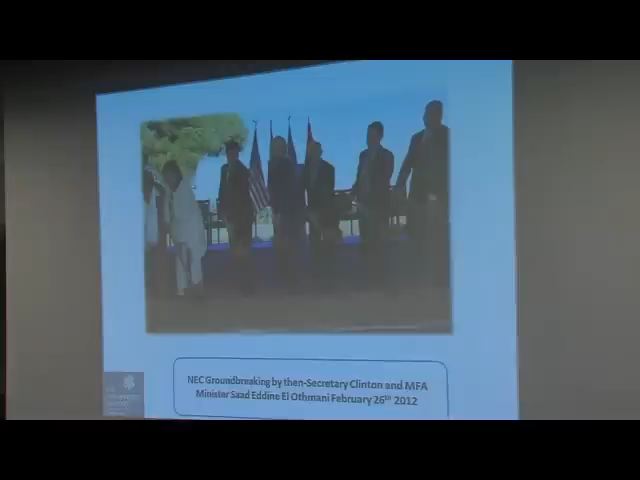 NEC Groundbreaking by then-Secretary Clinton and MFA
Minister Saad Eddine El Othmani February 26th 2012